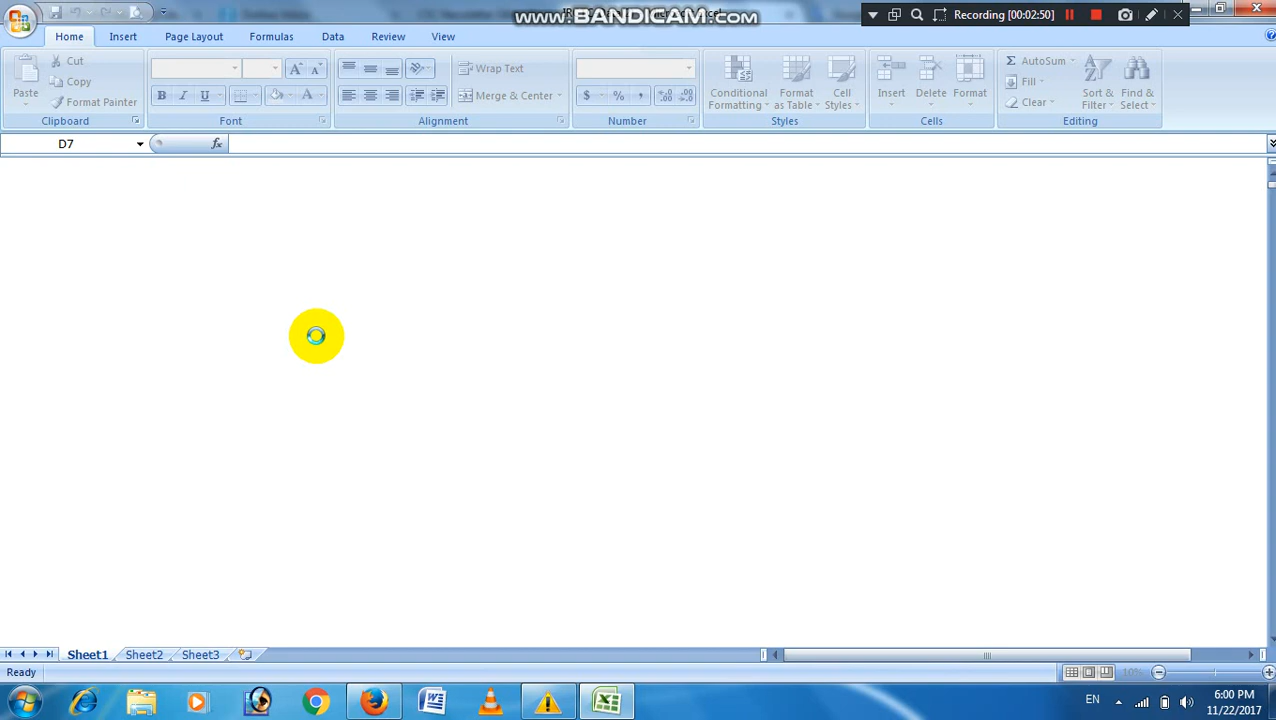 www.BANDICAM.com
Recording [00:02:50]
Home Insert Page Layout Formulas Data Review View
Paste
Cut
Copy
Format Painter
Clipboard
Font
Wrap Text
Merge & Center
Alignment
Number
Conditional Formatting
Format as Table
Cell Styles
Styles
Insert
Delete
Format
Cells
Σ AutoSum
Fill
Clear
Sort & Filter
Find & Select
Editing
D7
fx
Sheet1 Sheet2 Sheet3
Ready
10%
EN
6:00 PM
11/22/2017